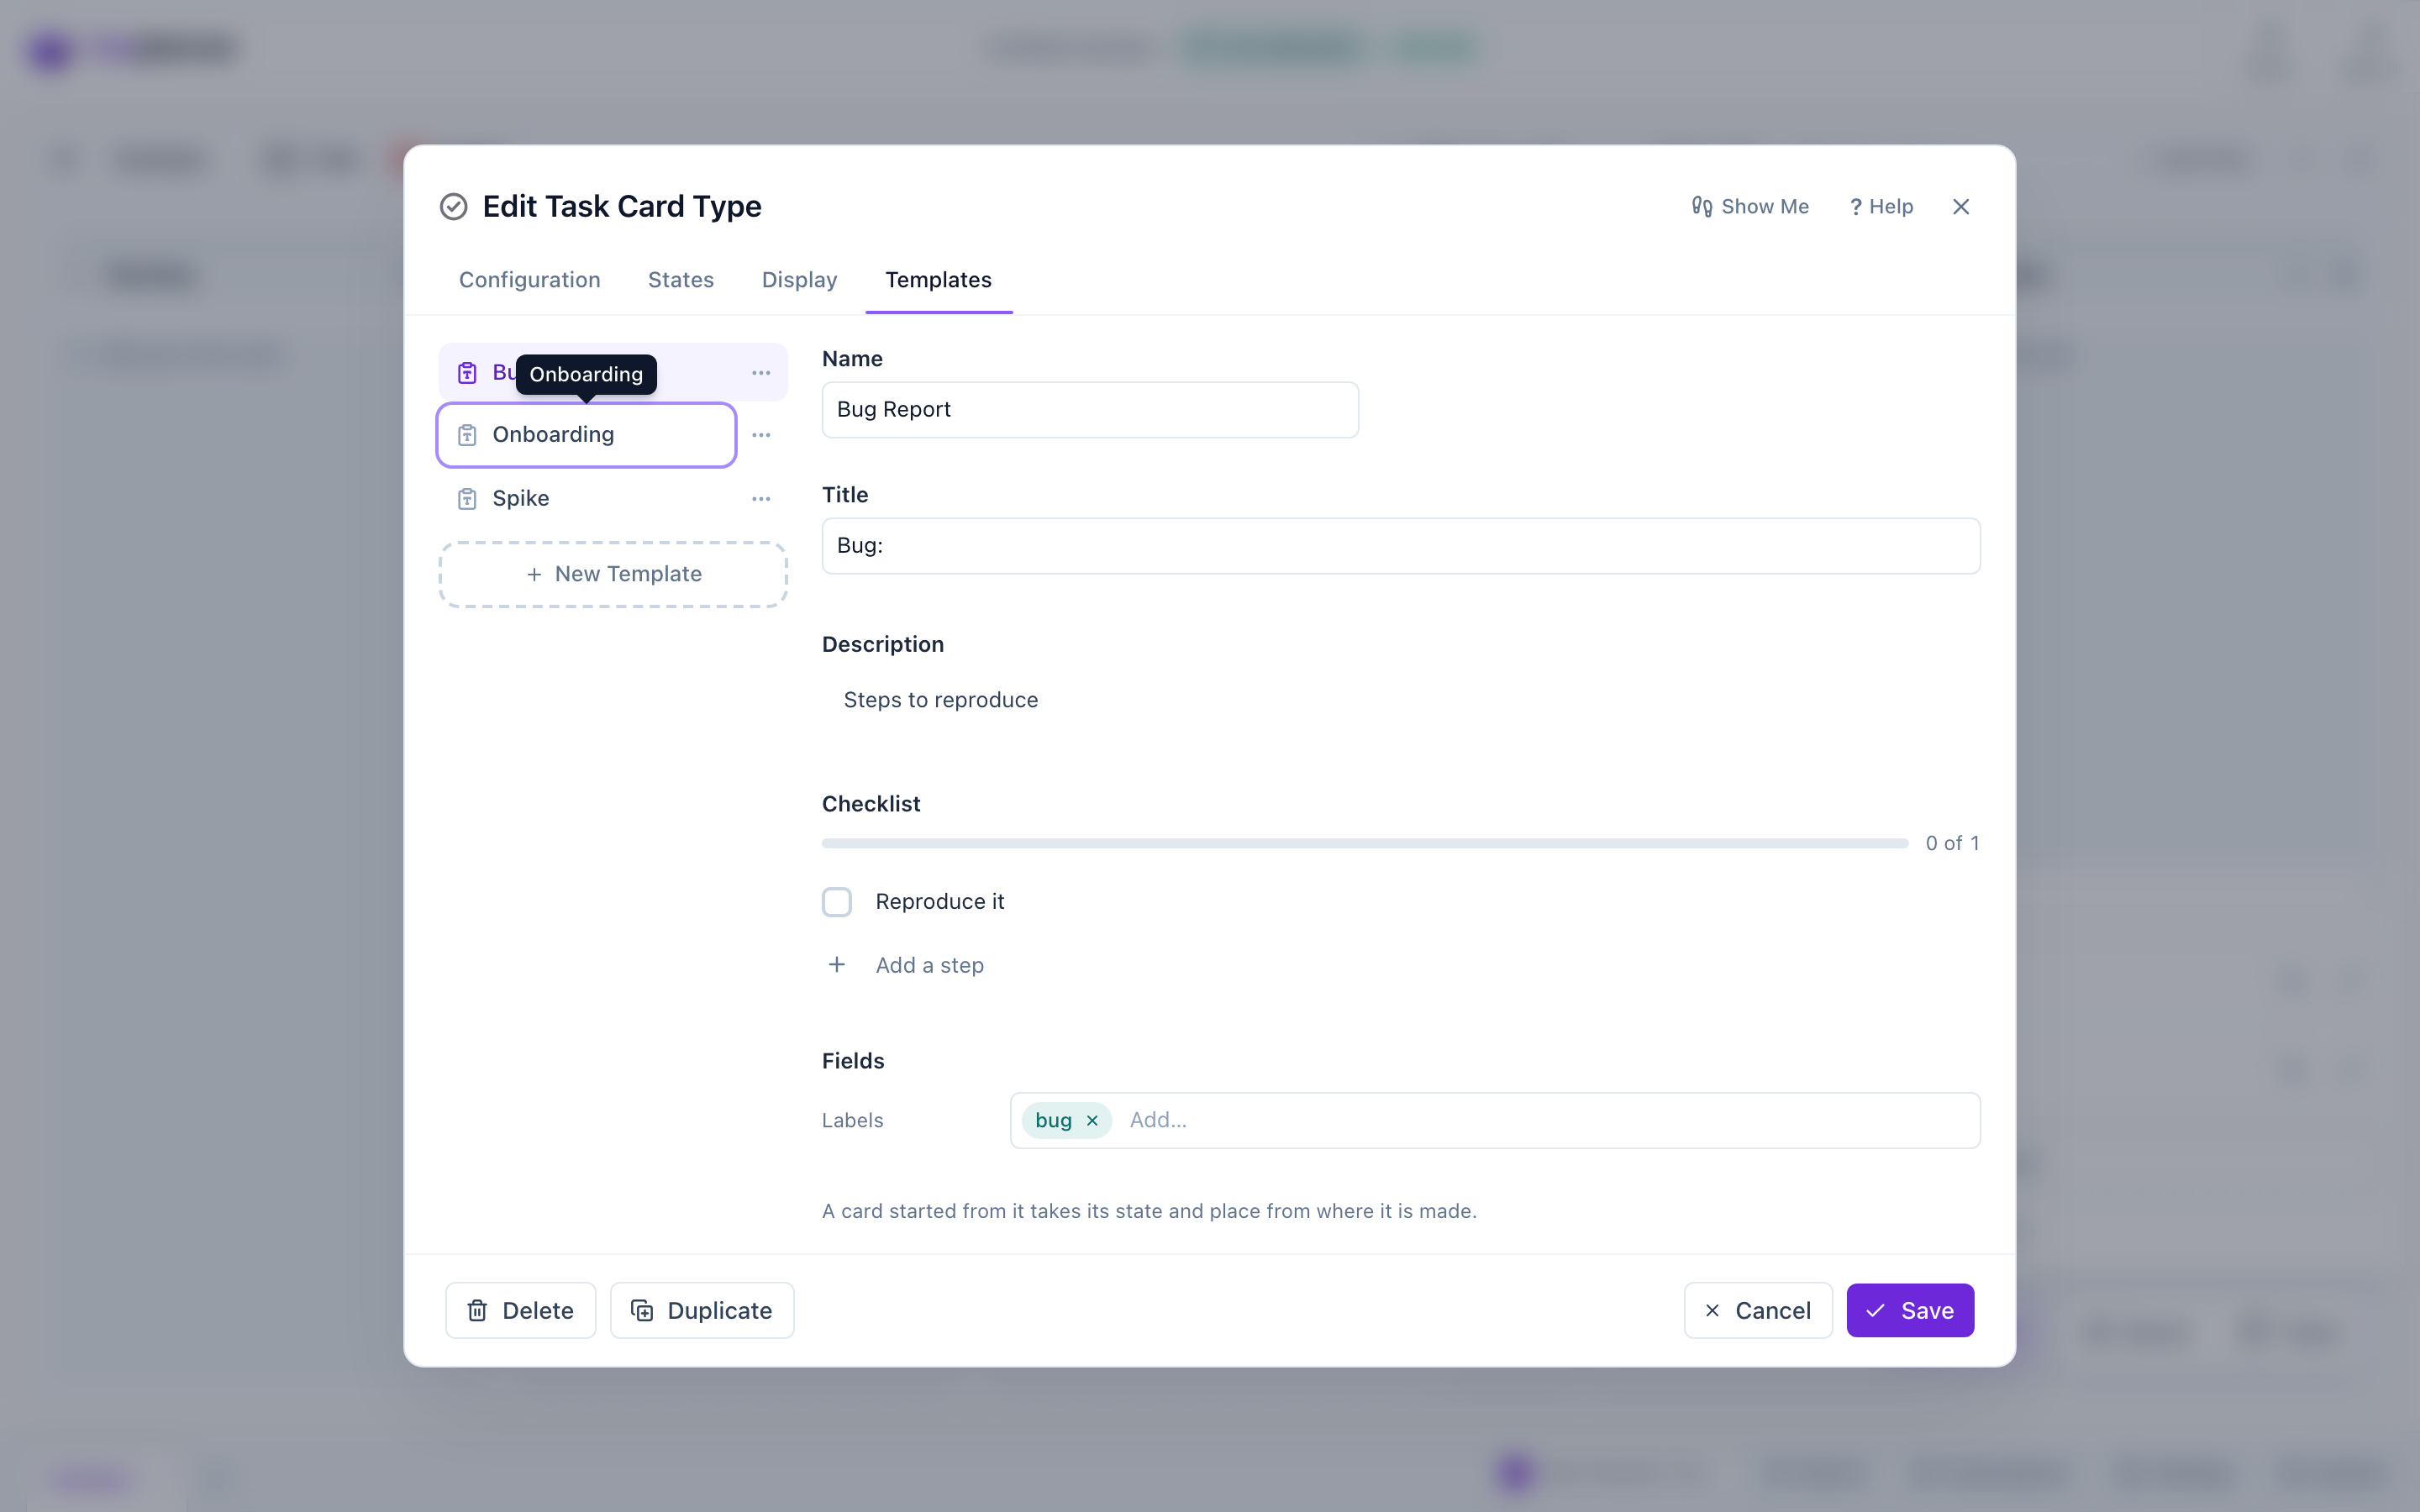 Edit Task Card Type
Show Me
? Help
Configuration
States
Display
Templates
Bu
Onboarding
Onboarding
Spike
+ New Template
Name
Bug Report
Title
Bug:
Description
Steps to reproduce
Checklist
0 of 1
Reproduce it
+ Add a step
Fields
Labels
bug ×
Add...
A card started from it takes its state and place from where it is made.
Delete
Duplicate
Cancel
Save